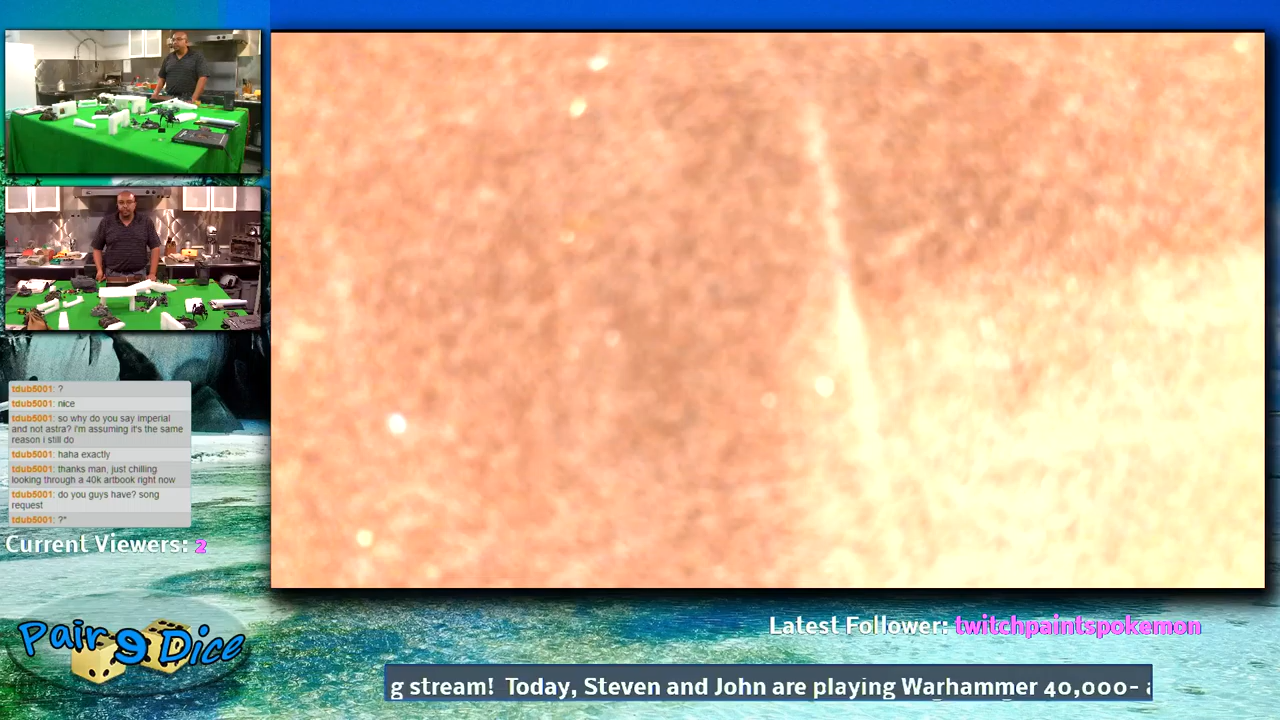 tdub5001: ?
tdub5001: nice
tdub5001: so why do you say imperial
and not astra? i'm assuming it's the same
reason i still do
tdub5001: haha exactly
tdub5001: thanks man, just chilling
looking through a 40k artbook right now
tdub5001: do you guys have? song
request
tdub5001: ?*
Current Viewers: 2
Pair 9 Dice
Latest Follower: twitchpaintspokemon
g stream! Today, Steven and John are playing Warhammer 40,000-